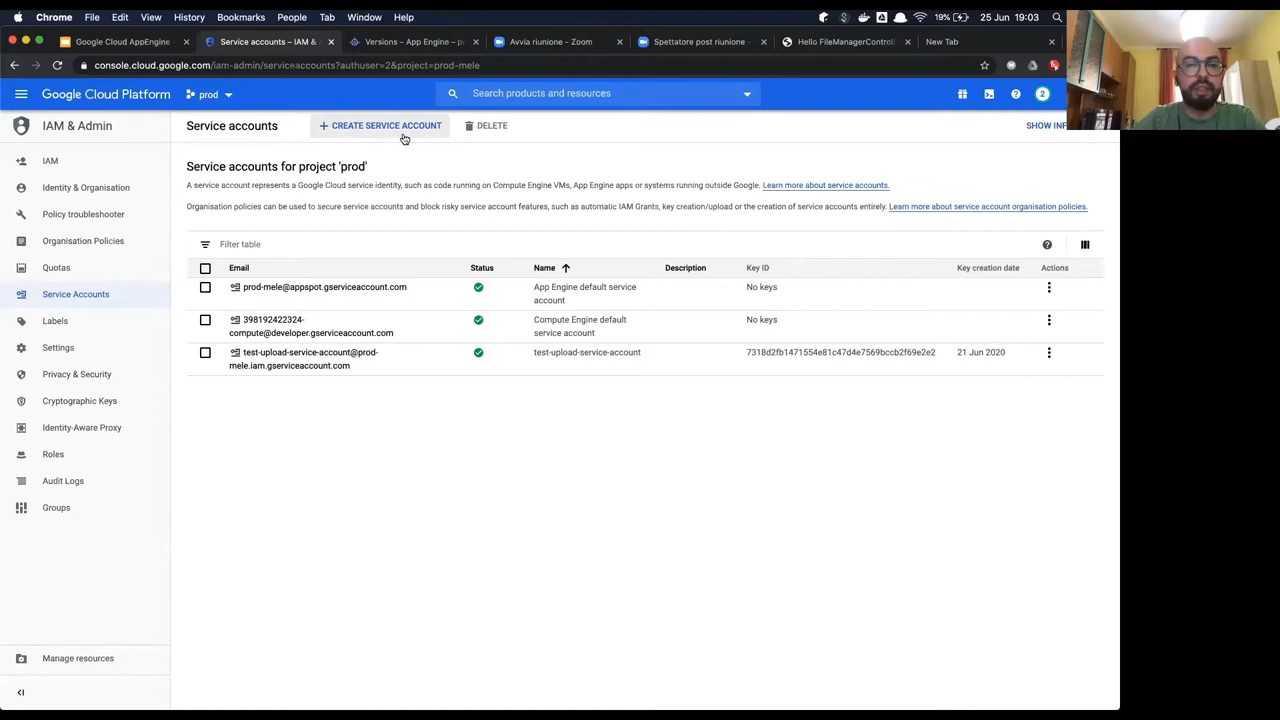 Chrome File Edit View History Bookmarks People Tab Window Help 19% 25 Jun 19:03
Google Cloud AppEngine Service accounts – IAM & A Versions – App Engine – pr Avvia riunione – Zoom Spettatore post riunione – Hello FileManagerControll New Tab
console.cloud.google.com/iam-admin/serviceaccounts?authuser=2&project=prod-mele
Google Cloud Platform prod Search products and resources 2
IAM & Admin Service accounts + CREATE SERVICE ACCOUNT DELETE SHOW INF
IAM
Identity & Organisation
Policy troubleshooter
Organisation Policies
Quotas
Service Accounts
Labels
Settings
Privacy & Security
Cryptographic Keys
Identity-Aware Proxy
Roles
Audit Logs
Groups
Manage resources
Service accounts for project 'prod'
A service account represents a Google Cloud service identity, such as code running on Compute Engine VMs, App Engine apps or systems running outside Google. Learn more about service accounts.
Organisation policies can be used to secure service accounts and block risky service account features, such as automatic IAM Grants, key creation/upload or the creation of service accounts entirely. Learn more about service account organisation policies.
Filter table
Email Status Name Description Key ID Key creation date Actions
prod-mele@appspot.gserviceaccount.com App Engine default service No keys
account
398192422324- Compute Engine default No keys
compute@developer.gserviceaccount.com service account
test-upload-service-account@prod- test-upload-service-account 7318d2fb1471554e81c47d4e7569bccb2f69e2e2 21 Jun 2020
mele.iam.gserviceaccount.com